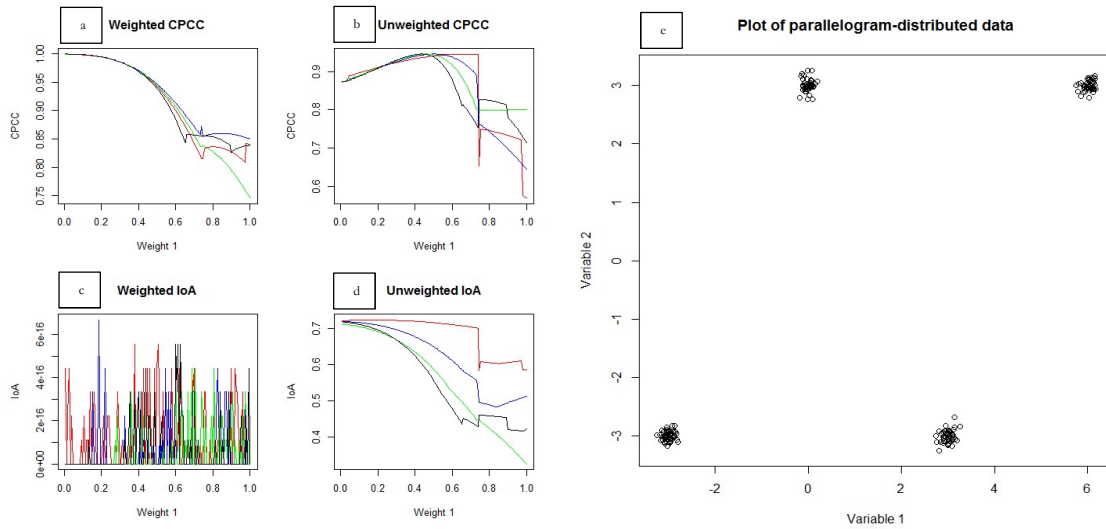 a Weighted CPCC
CPCC
1.00
0.95
0.90
0.85
0.80
0.75
0.0 0.2 0.4 0.6 0.8 1.0
Weight 1
b Unweighted CPCC
CPCC
0.9
0.8
0.7
0.6
0.0 0.2 0.4 0.6 0.8 1.0
Weight 1
c Weighted IoA
IoA
6e-16
4e-16
2e-16
0e+00
0.0 0.2 0.4 0.6 0.8 1.0
Weight 1
d Unweighted IoA
IoA
0.7
0.6
0.5
0.4
0.0 0.2 0.4 0.6 0.8 1.0
Weight 1
e Plot of parallelogram-distributed data
Variable 2
3
2
1
0
-1
-2
-3
-2 0 2 4 6
Variable 1